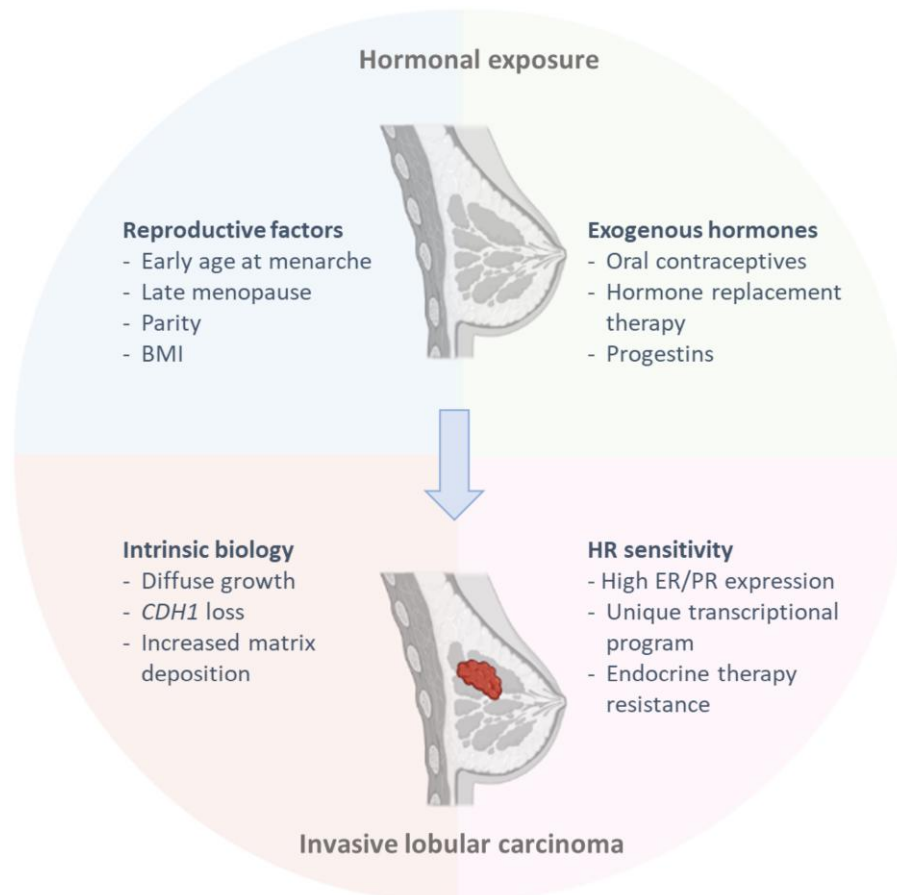 Hormonal exposure
Reproductive factors
- Early age at menarche
- Late menopause
- Parity
- BMI
Exogenous hormones
- Oral contraceptives
- Hormone replacement
therapy
- Progestins
Intrinsic biology
- Diffuse growth
- CDH1 loss
- Increased matrix
deposition
HR sensitivity
- High ER/PR expression
- Unique transcriptional
program
- Endocrine therapy
resistance
Invasive lobular carcinoma